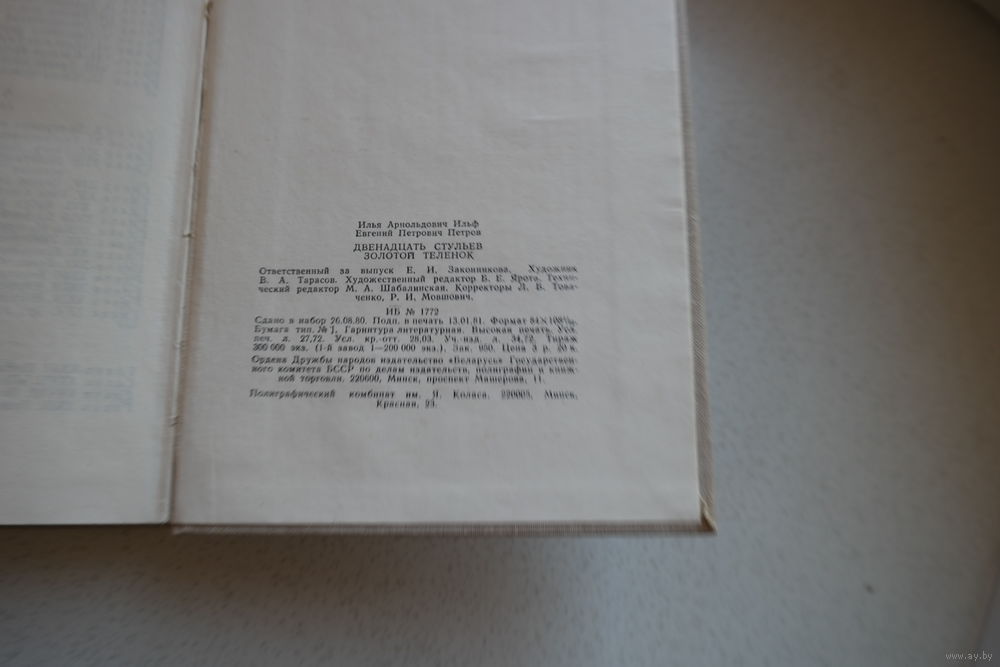 Илья Арнольдович Ильф
Евгений Петрович Петров
ДВЕНАДЦАТЬ СТУЛЬЕВ
ЗОЛОТОЙ ТЕЛЕНОК
Ответственный за выпуск Е. И. Законникова. Художник
В. А. Тарасов. Художественный редактор Б. Е. Ярота. Техни-
ческий редактор М. А. Шабалинская. Корректоры Л. В. Това-
ченко, Р. И. Мовшович.
ИБ № 1772
Сдано в набор 26.08.80. Подп. в печать 13.01.81. Формат 84×108
Бумага тип. № 1. Гарнитура литературная. Высокая печать. Усл.
печ. л. 27,72. Усл. кр.-отт. 28,03. Уч.-изд. л. 34,72. Тираж
300 000 экз. (1-й завод 1—200 000 экз.). Зак. 950. Цена 3 р. 20 к.
Ордена Дружбы народов издательство «Беларусь» Государствен-
ного комитета БССР по делам издательств, полиграфии и книж-
ной торговли. 220600, Минск, проспект Машерова, 11.
Полиграфический комбинат им. Я. Коласа. 220005, Минск,
Красная, 23.
www.ay.by